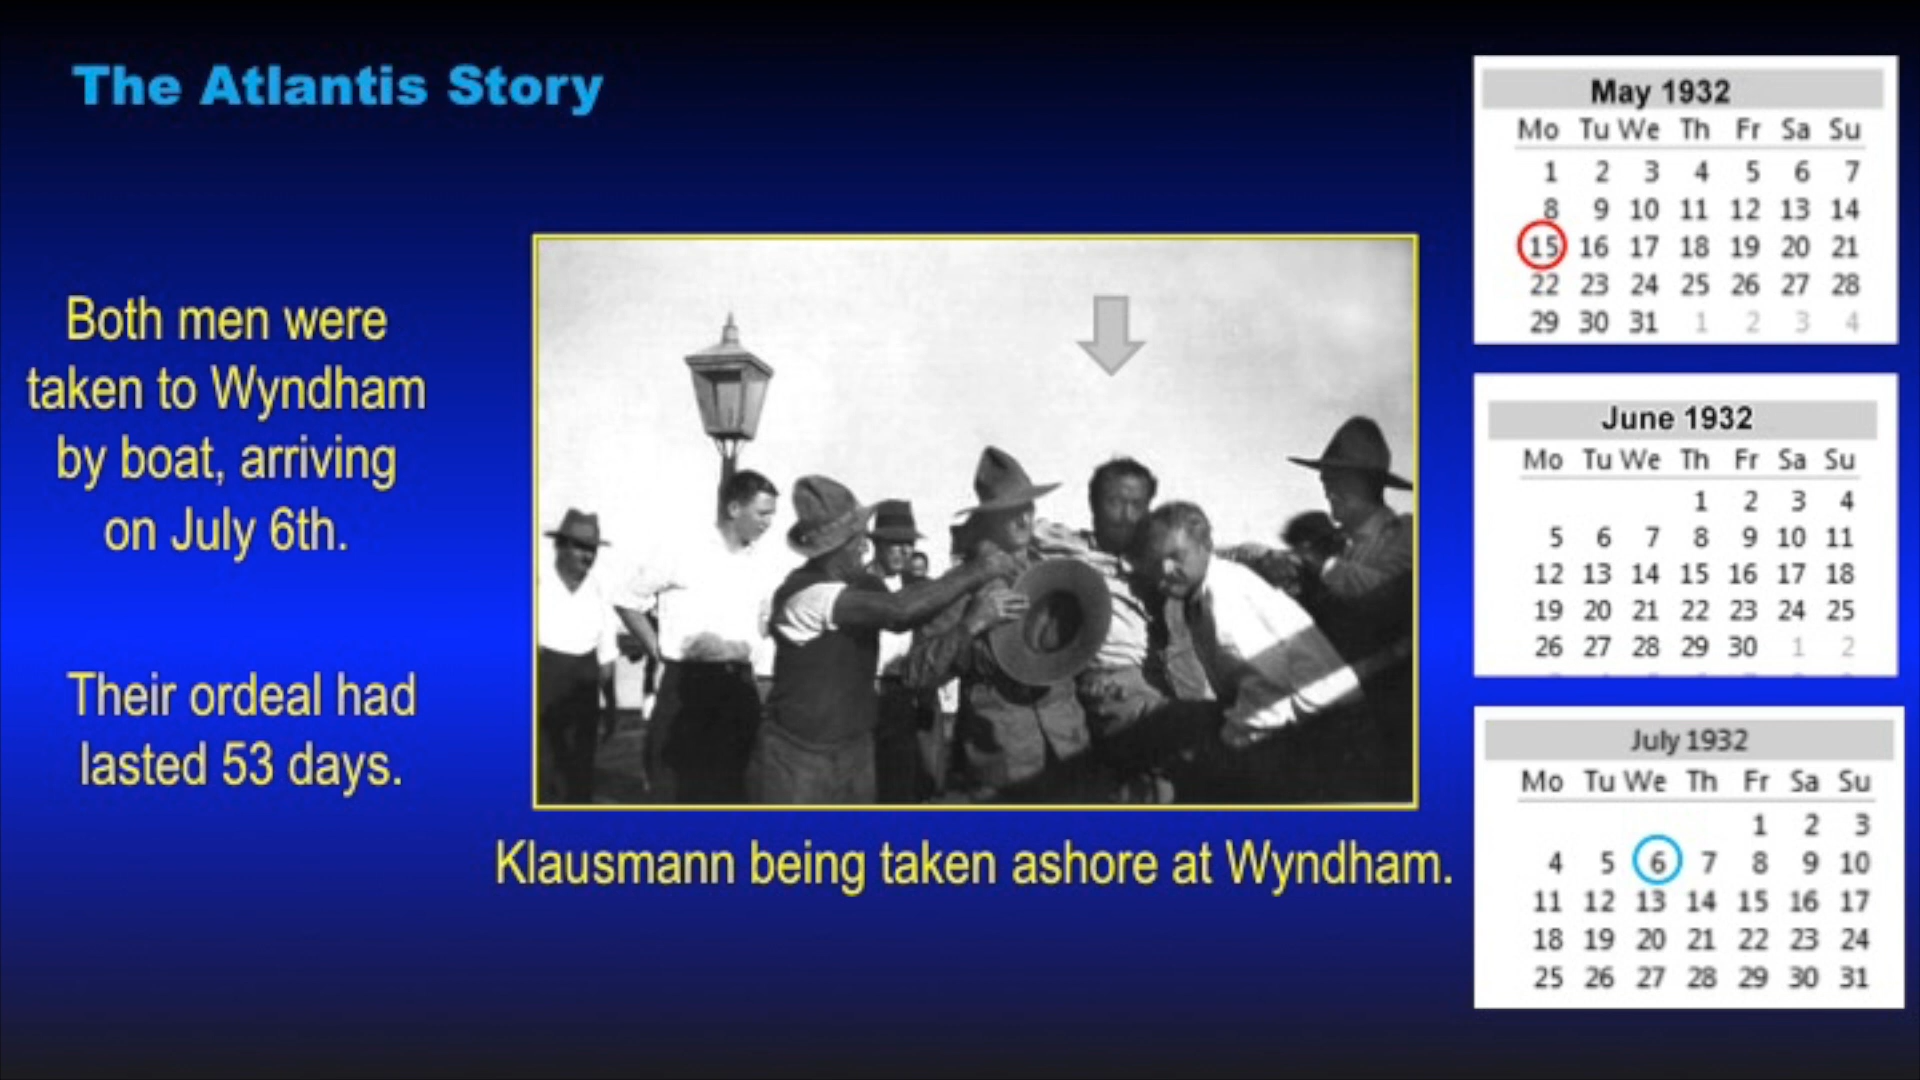 The Atlantis Story
Both men were
taken to Wyndham
by boat, arriving
on July 6th.
Their ordeal had
lasted 53 days.
Klausmann being taken ashore at Wyndham.
May 1932
Mo Tu We Th Fr Sa Su
1 2 3 4 5 6 7
8 9 10 11 12 13 14
15 16 17 18 19 20 21
22 23 24 25 26 27 28
29 30 31 1 2 3 4
June 1932
Mo Tu We Th Fr Sa Su
1 2 3 4
5 6 7 8 9 10 11
12 13 14 15 16 17 18
19 20 21 22 23 24 25
26 27 28 29 30 1 2
July 1932
Mo Tu We Th Fr Sa Su
1 2 3
4 5 6 7 8 9 10
11 12 13 14 15 16 17
18 19 20 21 22 23 24
25 26 27 28 29 30 31